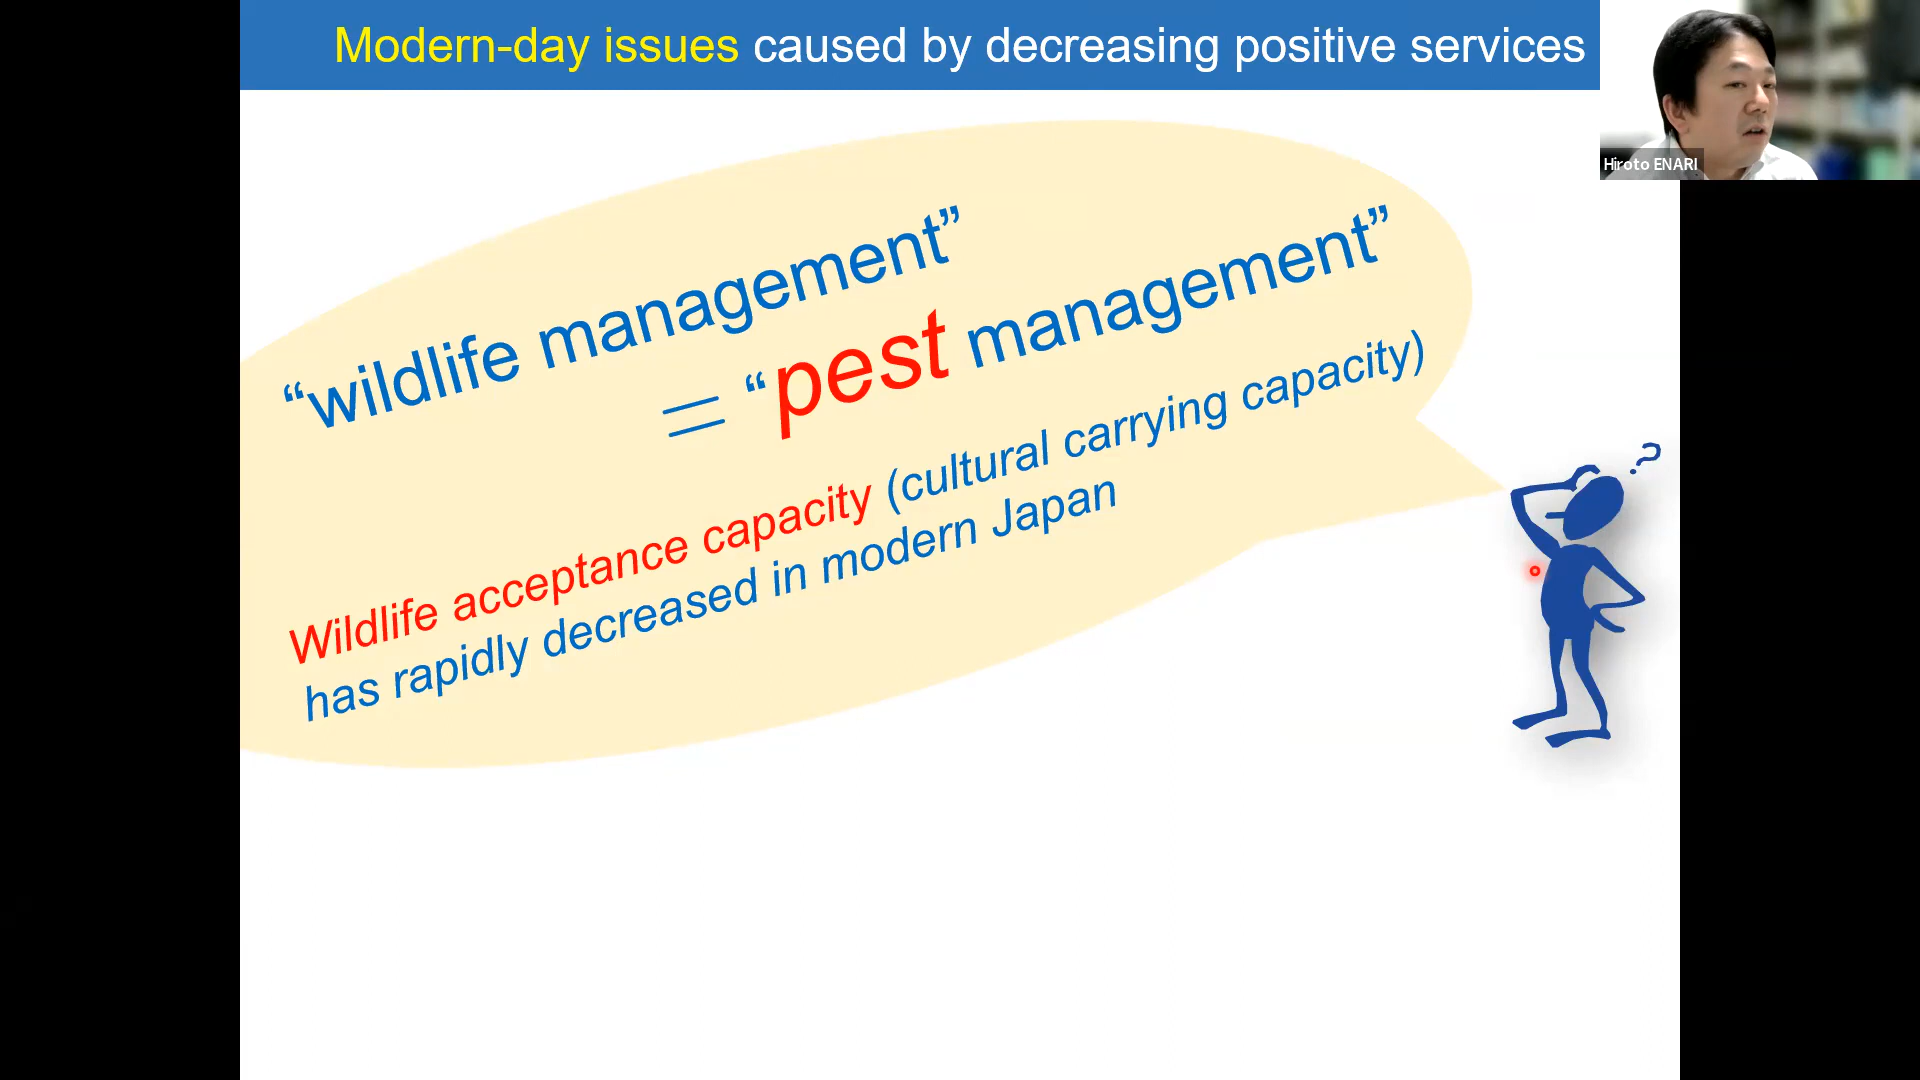 Modern-day issues caused by decreasing positive services
Hiroto ENARI
“wildlife management”
= “pest management”
Wildlife acceptance capacity (cultural carrying capacity)
has rapidly decreased in modern Japan
?